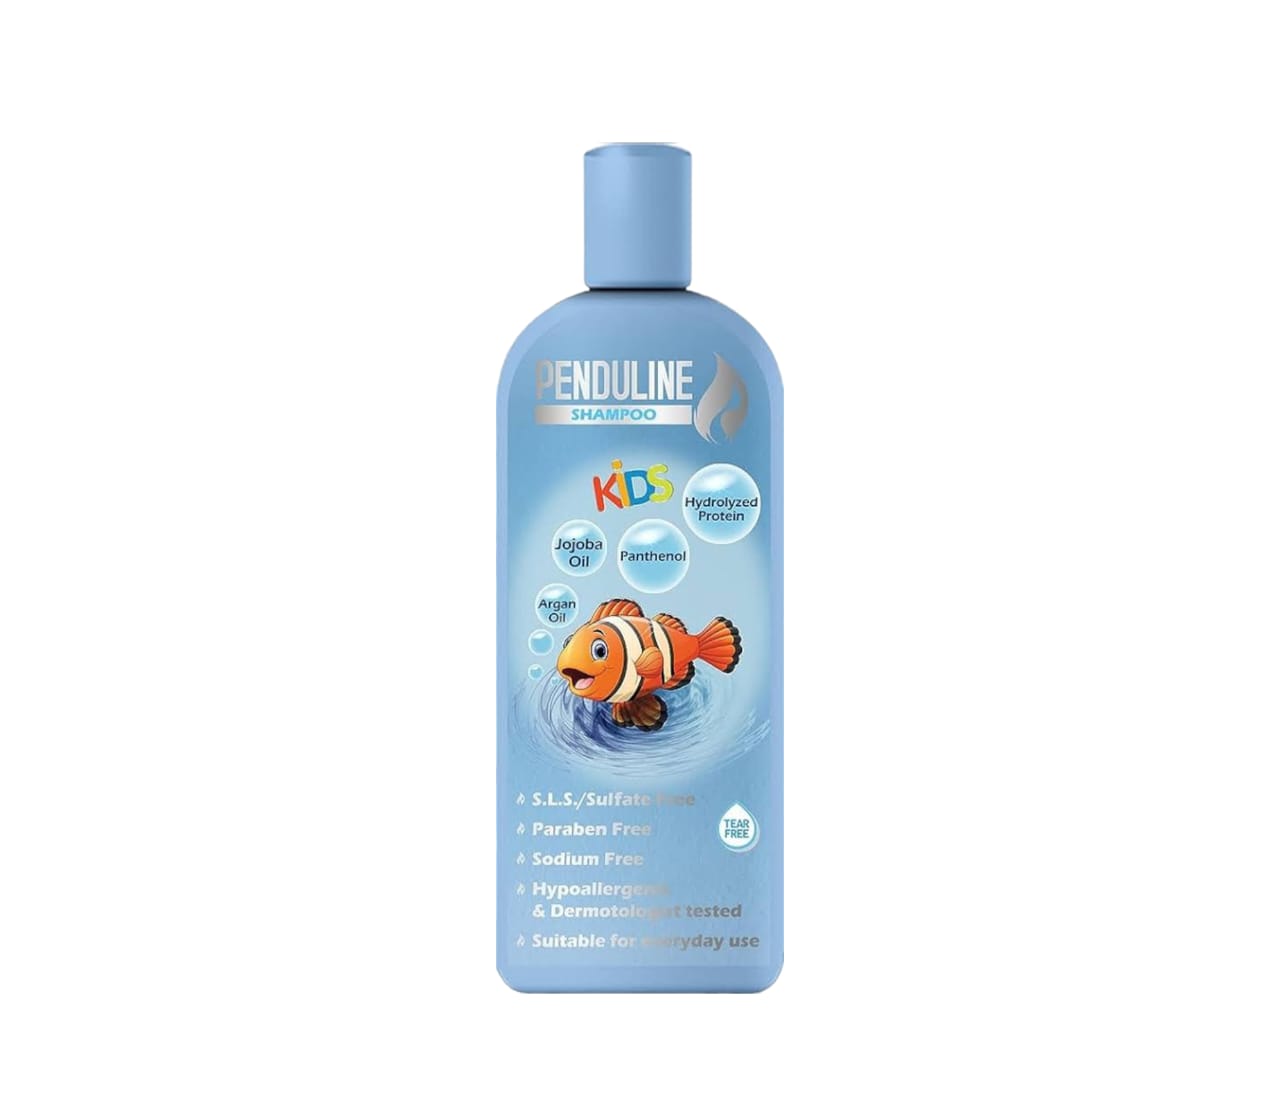 PENDULINE
SHAMPOO
KIDS
Hydrolyzed
Protein
Jojoba
Oil
Panthenol
Argan
Oil
S.L.S./Sulfate Free
Paraben Free
TEAR
FREE
Sodium Free
Hypoallergenic
& Dermotologist tested
Suitable for everyday use